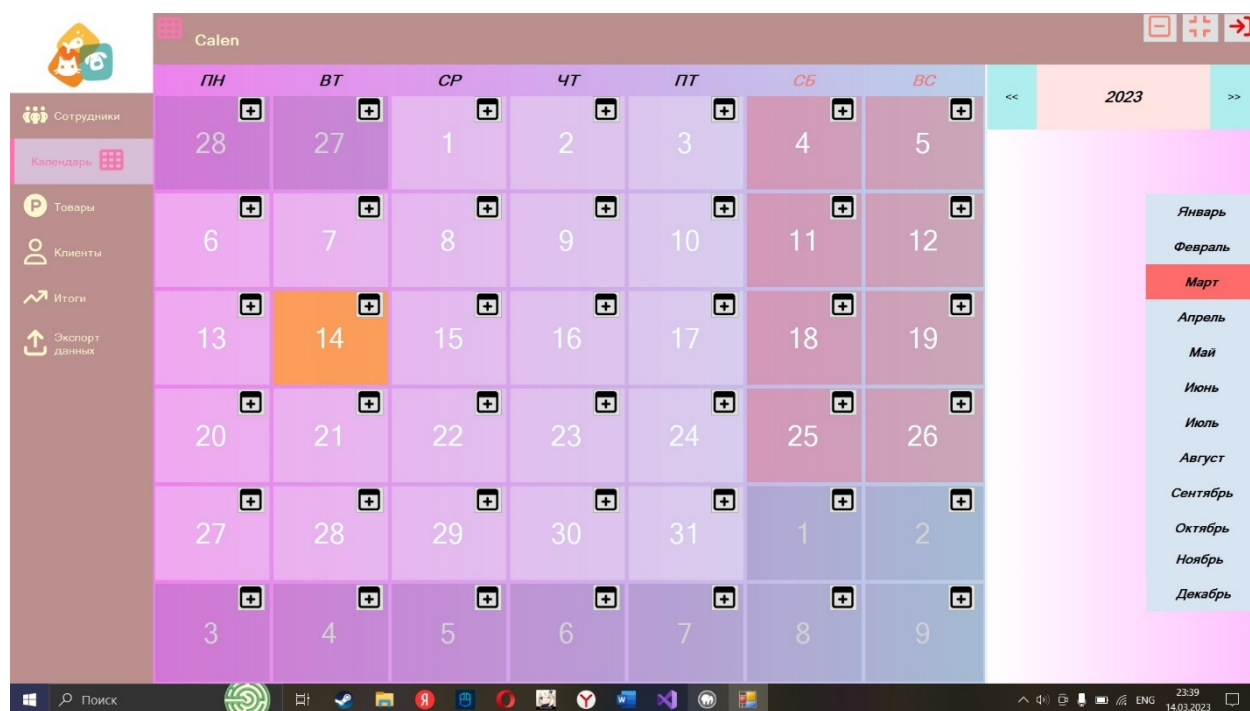 Calen
ПН ВТ СР ЧТ ПТ СБ ВС
<< 2023 >>
Сотрудники
Календарь
Товары
Клиенты
Итоги
Экспорт
данных
28 27 1 2 3 4 5
6 7 8 9 10 11 12
13 14 15 16 17 18 19
20 21 22 23 24 25 26
27 28 29 30 31 1 2
3 4 5 6 7 8 9
Январь
Февраль
Март
Апрель
Май
Июнь
Июль
Август
Сентябрь
Октябрь
Ноябрь
Декабрь
Поиск
ENG
23:39
14.03.2023